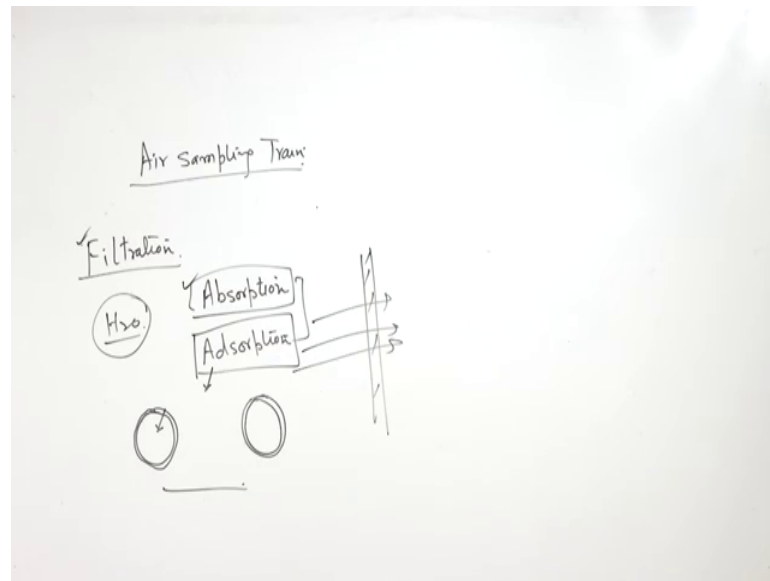 Air Sampling Train
Filtration.
Absorption
H2O
Adsorption